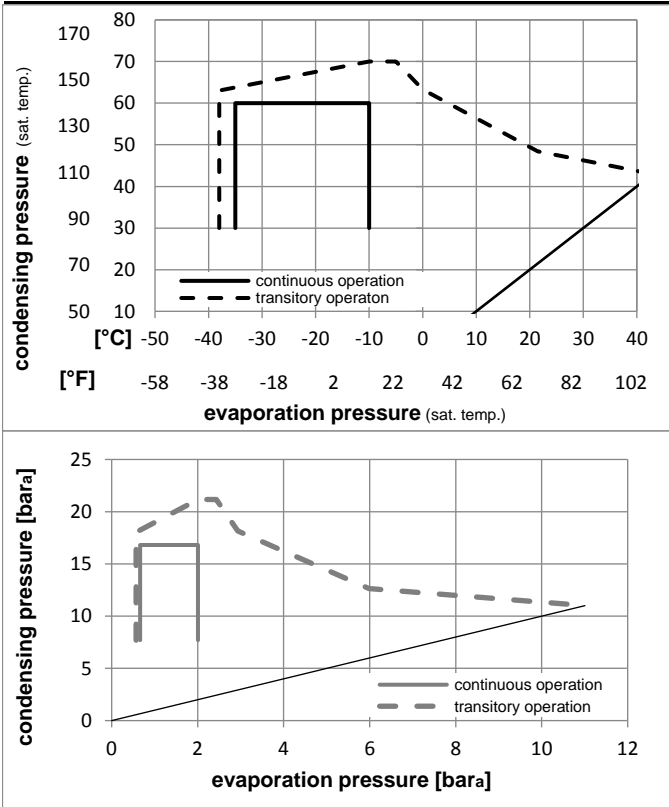 condensing pressure (sat. temp.)
170 80
70
150
60
130
50
110
40
90 30
70 20
50 10
continuous operation
transitory operaton
[°C] -50 -40 -30 -20 -10 0 10 20 30 40
[°F] -58 -38 -18 2 22 42 62 82 102
evaporation pressure (sat. temp.)
condensing pressure [bara]
25
20
15
10
5
0
continuous operation
transitory operation
0 2 4 6 8 10 12
evaporation pressure [bara]